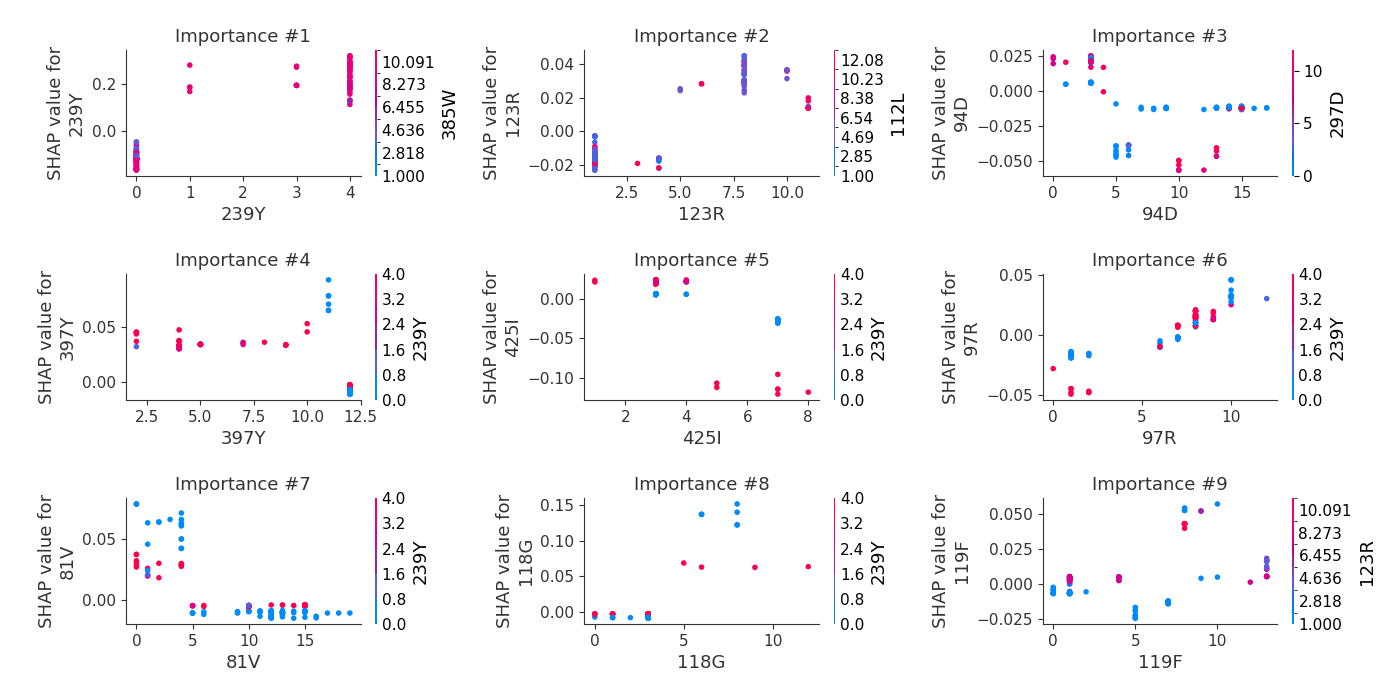 Importance #1
SHAP value for
239Y
0.2
0.0
0
1
2
3
4
239Y
10.091
8.273
6.455
4.636
2.818
1.000
385W
Importance #2
SHAP value for
123R
0.04
0.02
0.00
−0.02
2.5
5.0
7.5
10.0
123R
12.08
10.23
8.38
6.54
4.69
2.85
1.00
112L
Importance #3
SHAP value for
94D
0.025
0.000
−0.025
−0.050
0
5
10
15
94D
10
5
0
297D
Importance #4
SHAP value for
397Y
0.05
0.00
2.5
5.0
7.5
10.0
12.5
397Y
4.0
3.2
2.4
1.6
0.8
0.0
239Y
Importance #5
SHAP value for
425I
0.00
−0.05
−0.10
2
4
6
8
425I
4.0
3.2
2.4
1.6
0.8
0.0
239Y
Importance #6
SHAP value for
97R
0.05
0.00
−0.05
0
5
10
97R
4.0
3.2
2.4
1.6
0.8
0.0
239Y
Importance #7
SHAP value for
81V
0.05
0.00
0
5
10
15
81V
4.0
3.2
2.4
1.6
0.8
0.0
239Y
Importance #8
SHAP value for
118G
0.15
0.10
0.05
0.00
0
5
10
118G
4.0
3.2
2.4
1.6
0.8
0.0
239Y
Importance #9
SHAP value for
119F
0.050
0.025
0.000
−0.025
0
5
10
119F
10.091
8.273
6.455
4.636
2.818
1.000
123R